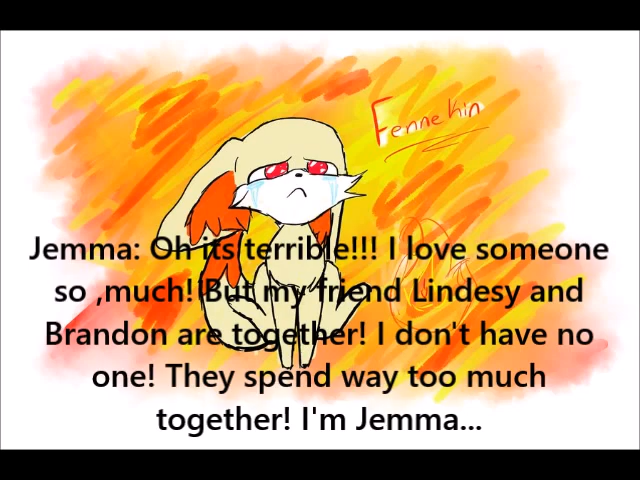 Fennekin
Jemma: Oh its terrible!!! I love someone
so ,much! But my friend Lindesy and
Brandon are together! I don't have no
one! They spend way too much
together! I'm Jemma...